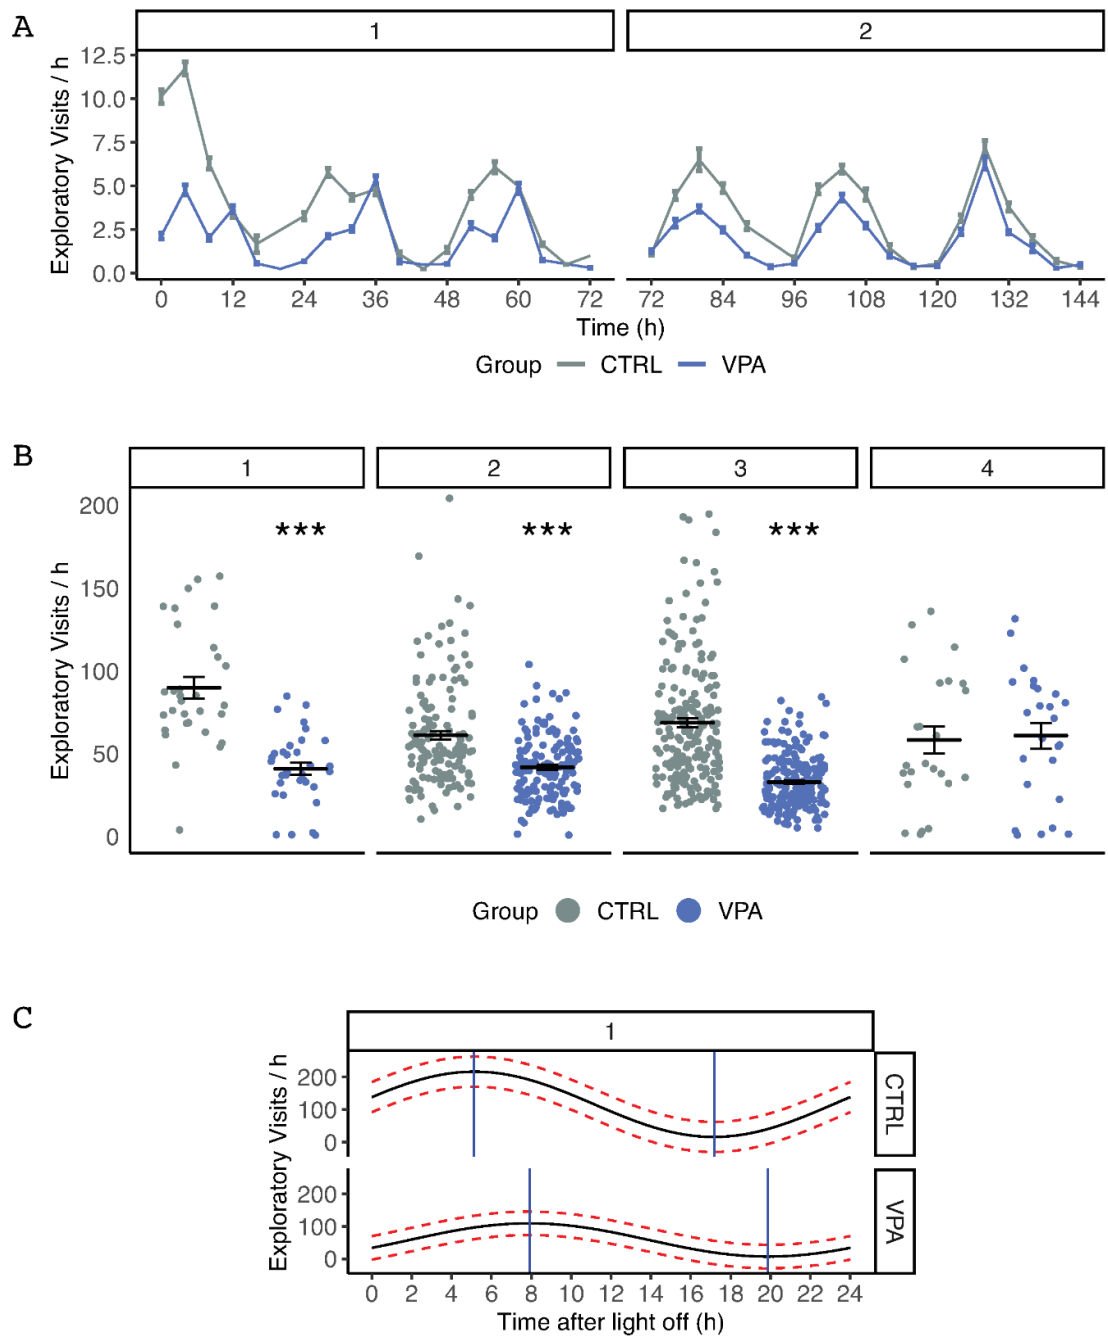 A
1 2
Exploratory Visits / h
12.5
10.0
7.5
5.0
2.5
0.0
0 12 24 36 48 60 72 72 84 96 108 120 132 144
Time (h)
Group CTRL VPA
B
1 2 3 4
Exploratory Visits / h
200
150
100
50
0
*** *** ***
Group CTRL VPA
C
1
Exploratory Visits / h
200
100
0
CTRL
200
100
0
VPA
0 2 4 6 8 10 12 14 16 18 20 22 24
Time after light off (h)